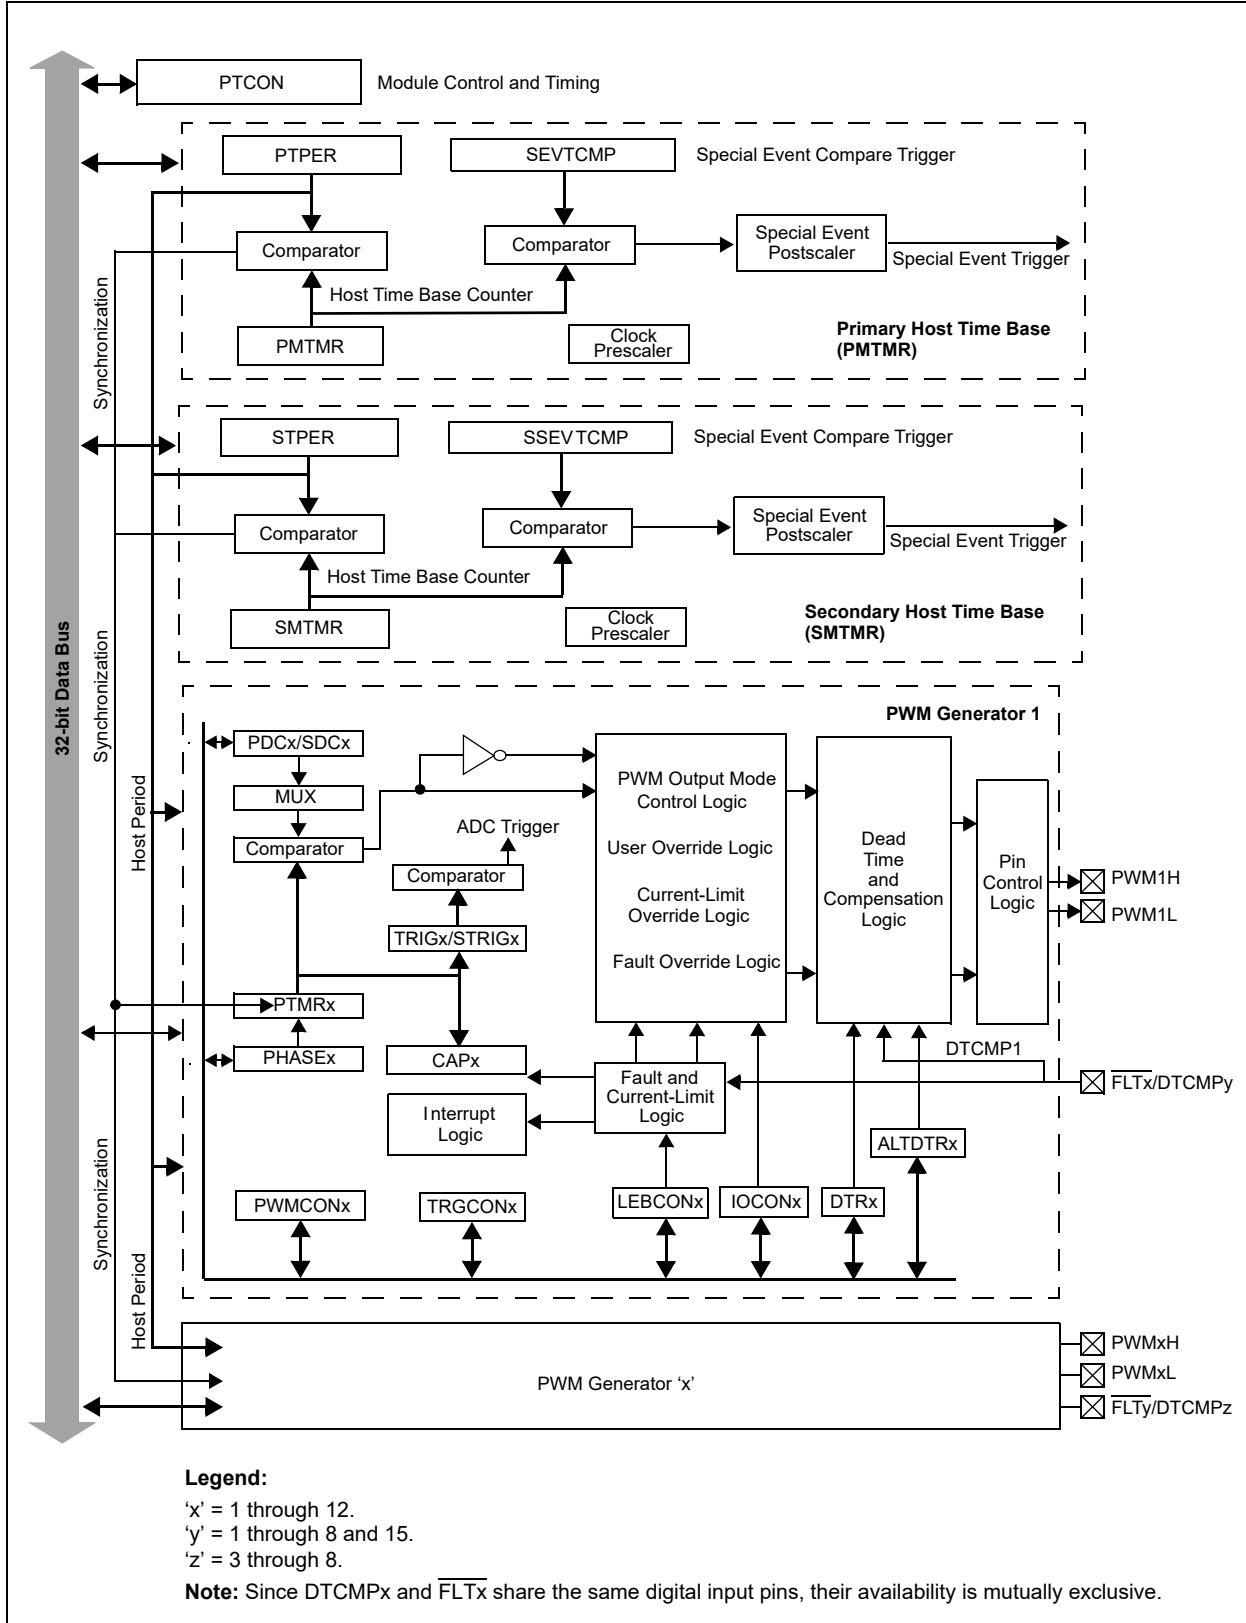 PTCON
Module Control and Timing
PTPER
SEVTCMP
Special Event Compare Trigger
Comparator
Comparator
Special Event
Postscaler
Special Event Trigger
Host Time Base Counter
PMTMR
Clock
Prescaler
Primary Host Time Base
(PMTMR)
Synchronization
STPER
SSEVTCMP
Special Event Compare Trigger
Comparator
Comparator
Special Event
Postscaler
Special Event Trigger
Host Time Base Counter
SMTMR
Clock
Prescaler
Secondary Host Time Base
(SMTMR)
32-bit Data Bus
Synchronization
Host Period
PWM Generator 1
PDCx/SDCx
MUX
Comparator
ADC Trigger
Comparator
TRIGx/STRIGx
PTMRx
PHASEx
CAPx
Interrupt
Logic
PWM Output Mode
Control Logic
User Override Logic
Current-Limit
Override Logic
Fault Override Logic
Dead
Time
and
Compensation
Logic
Pin
Control
Logic
PWM1H
PWM1L
DTCMP1
Fault and
Current-Limit
Logic
FLTx/DTCMPy
ALTDTRx
PWMCONx
TRGCONx
LEBCONx
IOCONx
DTRx
Synchronization
Host Period
PWM Generator ‘x’
PWMxH
PWMxL
FLTy/DTCMPz
Legend:
‘x’ = 1 through 12.
‘y’ = 1 through 8 and 15.
‘z’ = 3 through 8.
Note: Since DTCMPx and FLTx share the same digital input pins, their availability is mutually exclusive.